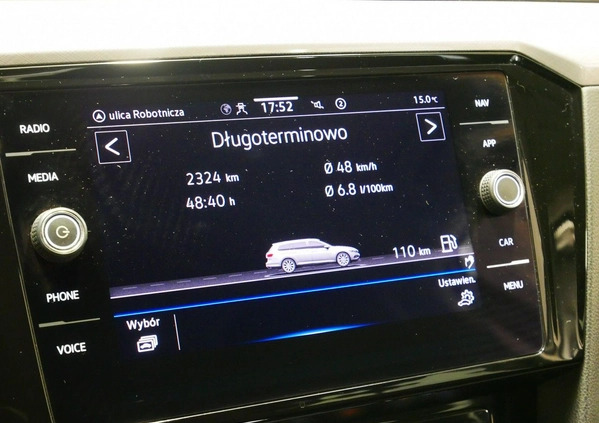 RADIO
MEDIA
PHONE
VOICE
ulica Robotnicza
17:52
2
15.0°C
Długoterminowo
2324 km
48:40 h
Ø 48 km/h
Ø 6.8 l/100km
110 km
Wybór
Ustawien.
NAV
APP
CAR
MENU